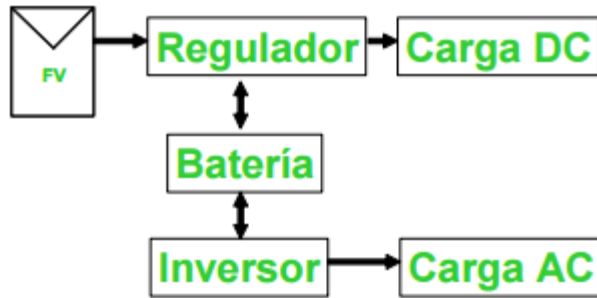 FV
Regulador
Carga DC
Batería
Inversor
Carga AC